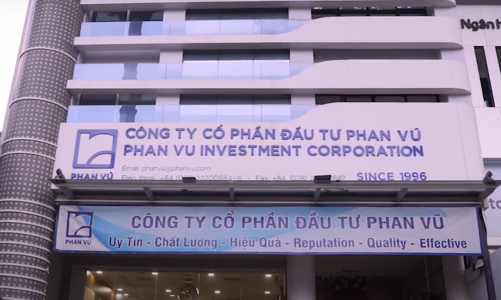 Ngân h
CÔNG TY CỔ PHẦN ĐẦU TƯ PHAN VŨ
PHAN VU INVESTMENT CORPORATION
PHAN VŨ
Email: phanvu@phanvu.com
SINCE 1996
CÔNG TY CỔ PHẦN ĐẦU TƯ PHAN VŨ
PHAN VŨ
Uy Tín - Chất Lượng - Hiệu Quả - Reputation - Quality - Effective